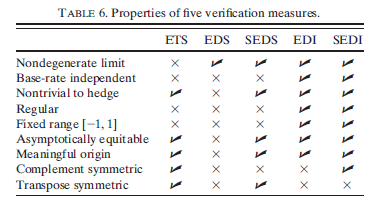 TABLE 6. Properties of five verification measures.
ETS EDS SEDS EDI SEDI
Nondegenerate limit × ✓ ✓ ✓ ✓
Base-rate independent × × × ✓ ✓
Nontrivial to hedge ✓ × ✓ ✓ ✓
Regular × × × ✓ ✓
Fixed range [−1, 1] × × × ✓ ✓
Asymptotically equitable ✓ × ✓ ✓ ✓
Meaningful origin ✓ × ✓ ✓ ✓
Complement symmetric ✓ × × × ✓
Transpose symmetric ✓ × ✓ × ×